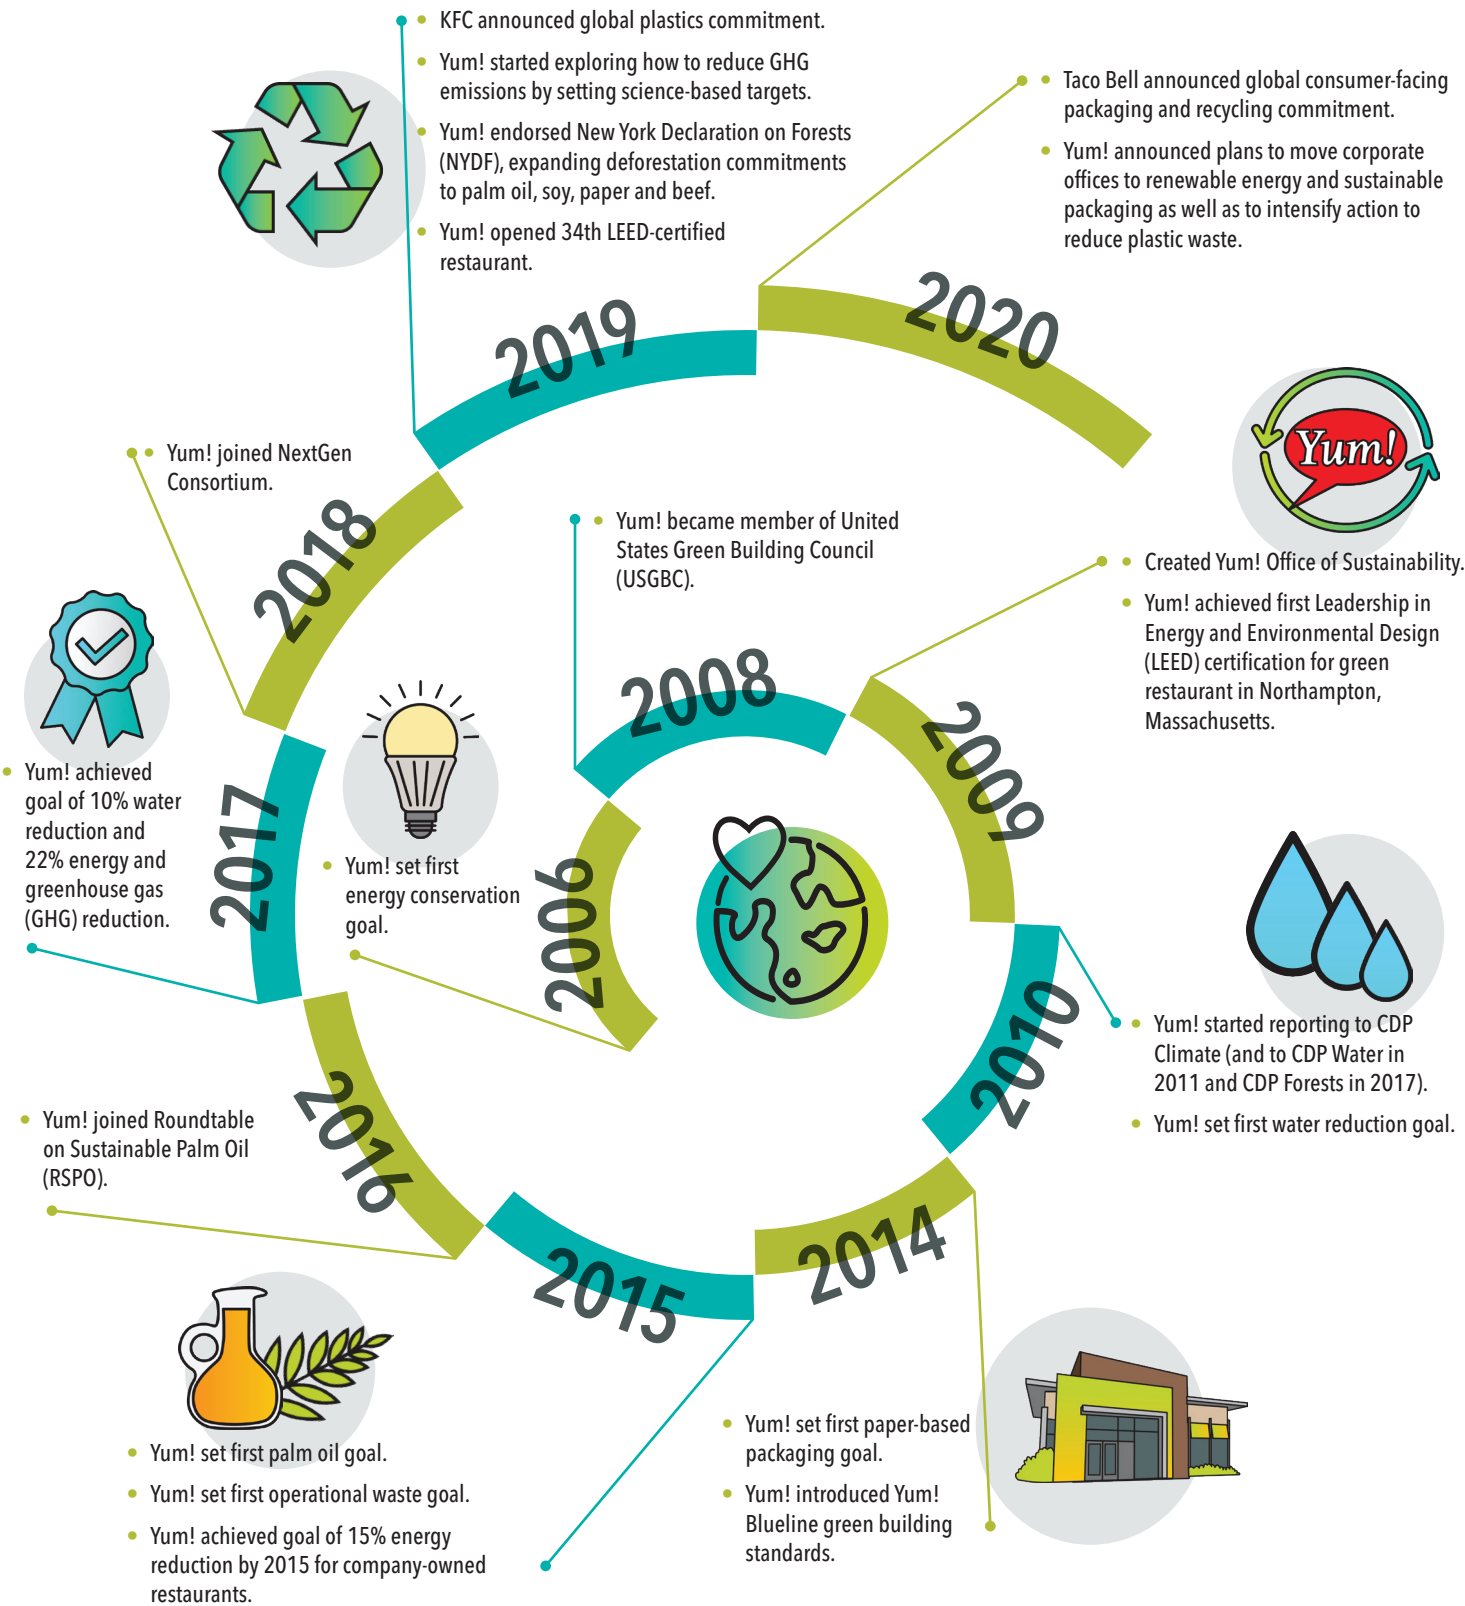 KFC announced global plastics commitment.
Yum! started exploring how to reduce GHG
emissions by setting science-based targets.
Yum! endorsed New York Declaration on Forests
(NYDF), expanding deforestation commitments
to palm oil, soy, paper and beef.
Yum! opened 34th LEED-certified
restaurant.
Taco Bell announced global consumer-facing
packaging and recycling commitment.
Yum! announced plans to move corporate
offices to renewable energy and sustainable
packaging as well as to intensify action to
reduce plastic waste.
2019
2020
Yum!
Yum! joined NextGen
Consortium.
2018
Yum! became member of United
States Green Building Council
(USGBC).
2008
Created Yum! Office of Sustainability.
Yum! achieved first Leadership in
Energy and Environmental Design
(LEED) certification for green
restaurant in Northampton,
Massachusetts.
2009
Yum! achieved
goal of 10% water
reduction and
22% energy and
greenhouse gas
(GHG) reduction.
2017
Yum! set first
energy conservation
goal.
2006
2010
Yum! started reporting to CDP
Climate (and to CDP Water in
2011 and CDP Forests in 2017).
Yum! set first water reduction goal.
Yum! joined Roundtable
on Sustainable Palm Oil
(RSPO).
2016
2015
2014
Yum! set first palm oil goal.
Yum! set first operational waste goal.
Yum! achieved goal of 15% energy
reduction by 2015 for company-owned
restaurants.
Yum! set first paper-based
packaging goal.
Yum! introduced Yum!
Blueline green building
standards.